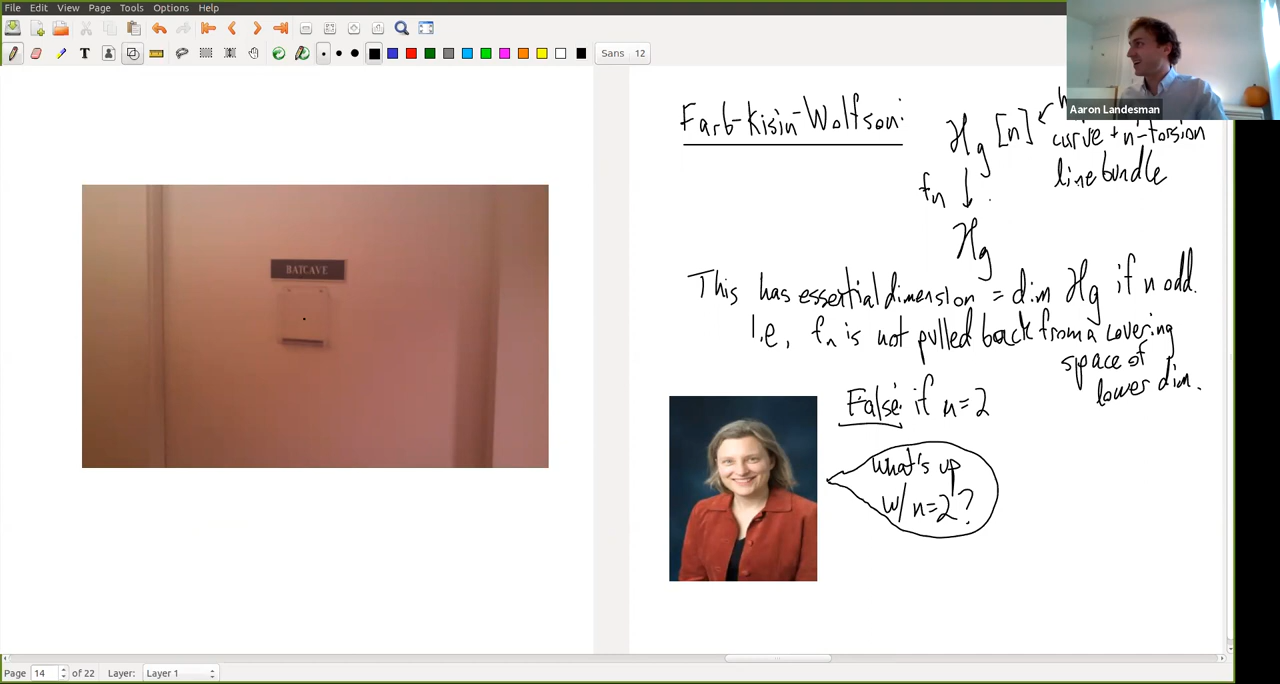 File Edit View Page Tools Options Help
Sans 12
Aaron Landesman
BATCAVE
Farb-Kisin-Wolfson:
ℋg [n] ←
curve + n-torsion
line bundle
fn ↓
ℋg
This has essential dimension = dim ℋg if n odd.
I.e., fn is not pulled back from a covering
space of
lower dim.
False if n=2
what's up
w/ n=2?
Page 14 of 22 Layer: Layer 1